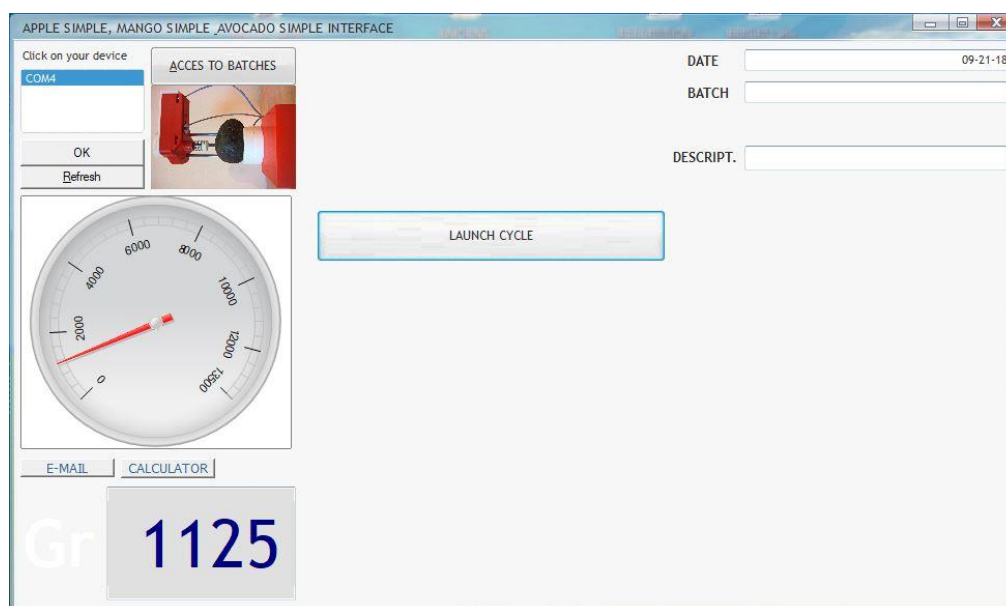 APPLE SIMPLE, MANGO SIMPLE ,AVOCADO SIMPLE INTERFACE
Click on your device
ACCES TO BATCHES
COM4
OK
Refresh
DATE
09-21-18
BATCH
DESCRIPT.
LAUNCH CYCLE
0
2000
4000
6000
8000
10000
12000
13500
E-MAIL
CALCULATOR
Gr
1125